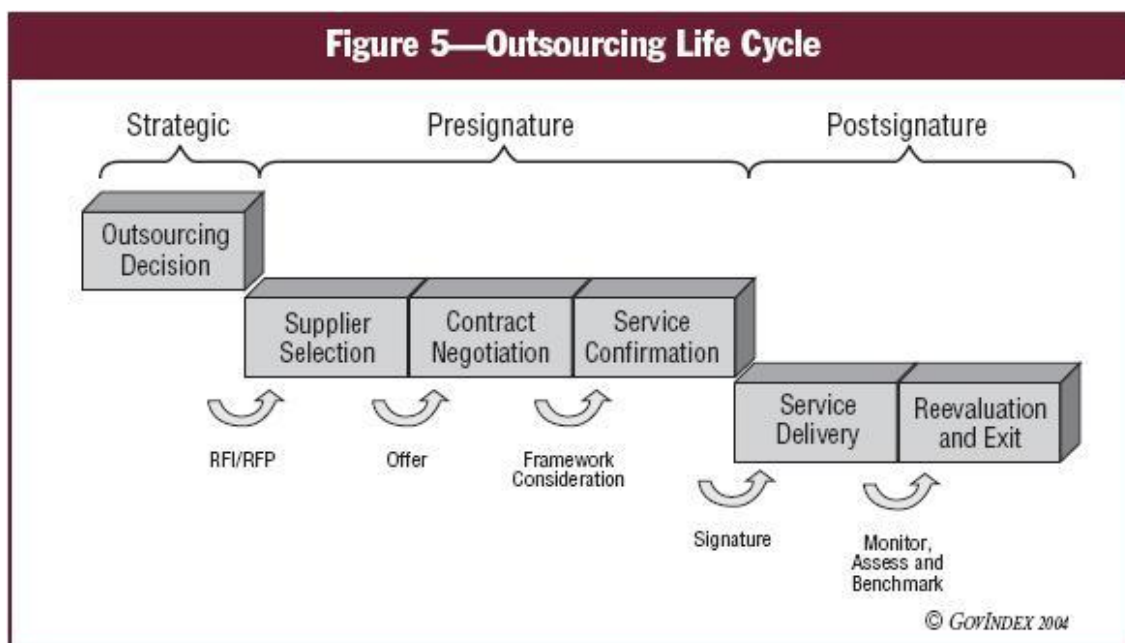 Figure 5—Outsourcing Life Cycle
Strategic
Presignature
Postsignature
Outsourcing
Decision
Supplier
Selection
Contract
Negotiation
Service
Confirmation
Service
Delivery
Reevaluation
and Exit
RFI/RFP
Offer
Framework
Consideration
Signature
Monitor,
Assess and
Benchmark
© GOVINDEX 2004